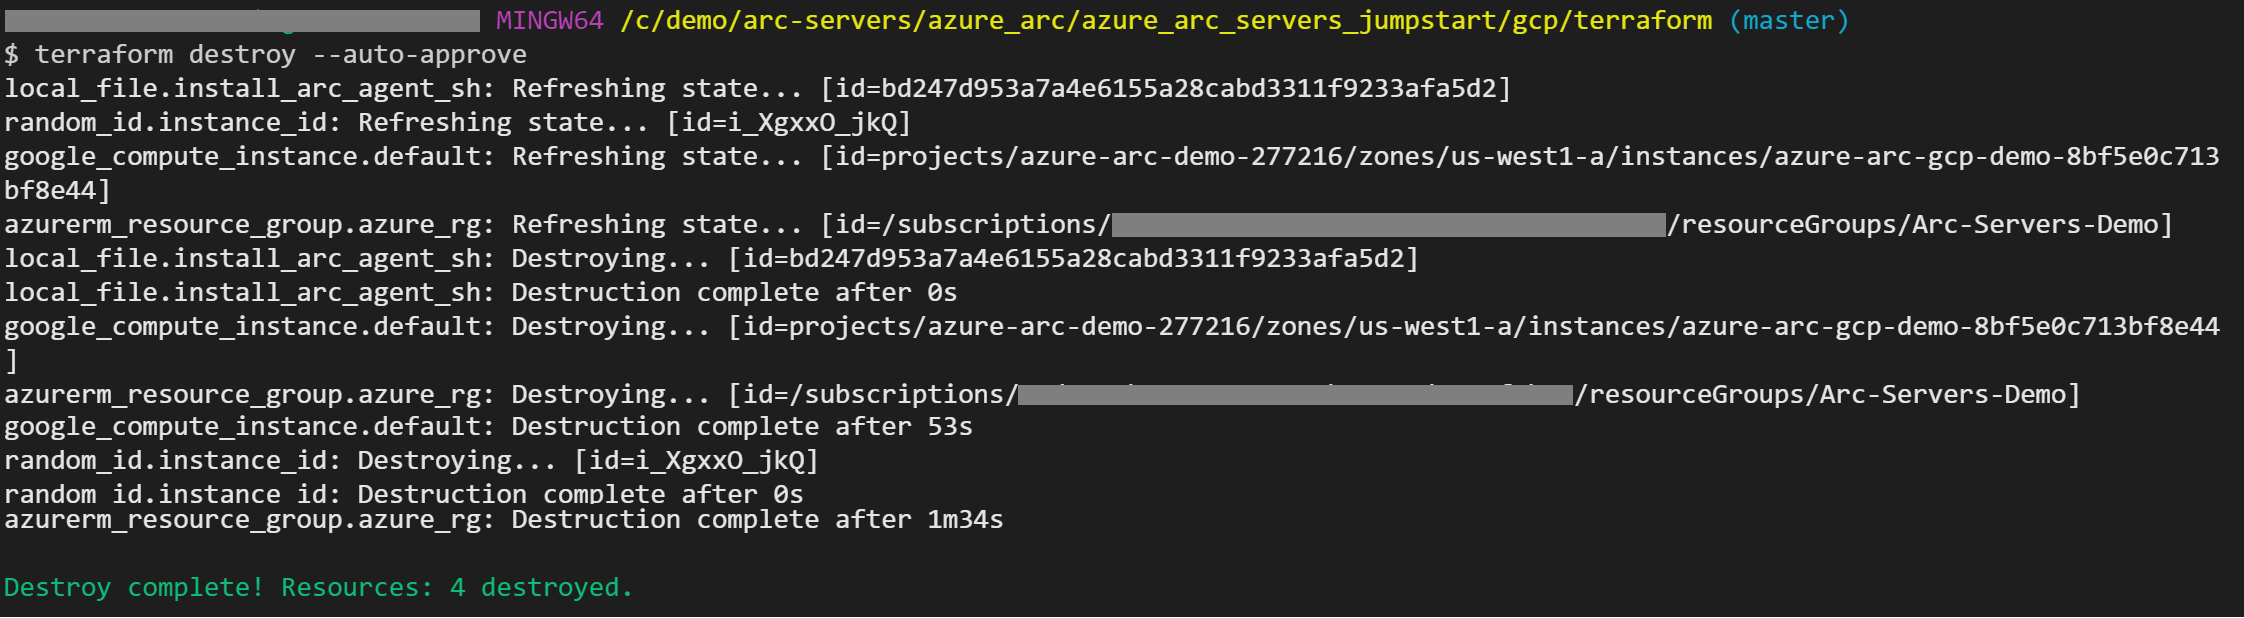 MINGW64 /c/demo/arc-servers/azure_arc/azure_arc_servers_jumpstart/gcp/terraform (master)
$ terraform destroy --auto-approve
local_file.install_arc_agent_sh: Refreshing state... [id=bd247d953a7a4e6155a28cabd3311f9233afa5d2]
random_id.instance_id: Refreshing state... [id=i_XgxxO_jkQ]
google_compute_instance.default: Refreshing state... [id=projects/azure-arc-demo-277216/zones/us-west1-a/instances/azure-arc-gcp-demo-8bf5e0c713
bf8e44]
azurerm_resource_group.azure_rg: Refreshing state... [id=/subscriptions/ /resourceGroups/Arc-Servers-Demo]
local_file.install_arc_agent_sh: Destroying... [id=bd247d953a7a4e6155a28cabd3311f9233afa5d2]
local_file.install_arc_agent_sh: Destruction complete after 0s
google_compute_instance.default: Destroying... [id=projects/azure-arc-demo-277216/zones/us-west1-a/instances/azure-arc-gcp-demo-8bf5e0c713bf8e44
]
azurerm_resource_group.azure_rg: Destroying... [id=/subscriptions/ /resourceGroups/Arc-Servers-Demo]
google_compute_instance.default: Destruction complete after 53s
random_id.instance_id: Destroying... [id=i_XgxxO_jkQ]
random_id.instance_id: Destruction complete after 0s
azurerm_resource_group.azure_rg: Destruction complete after 1m34s
Destroy complete! Resources: 4 destroyed.